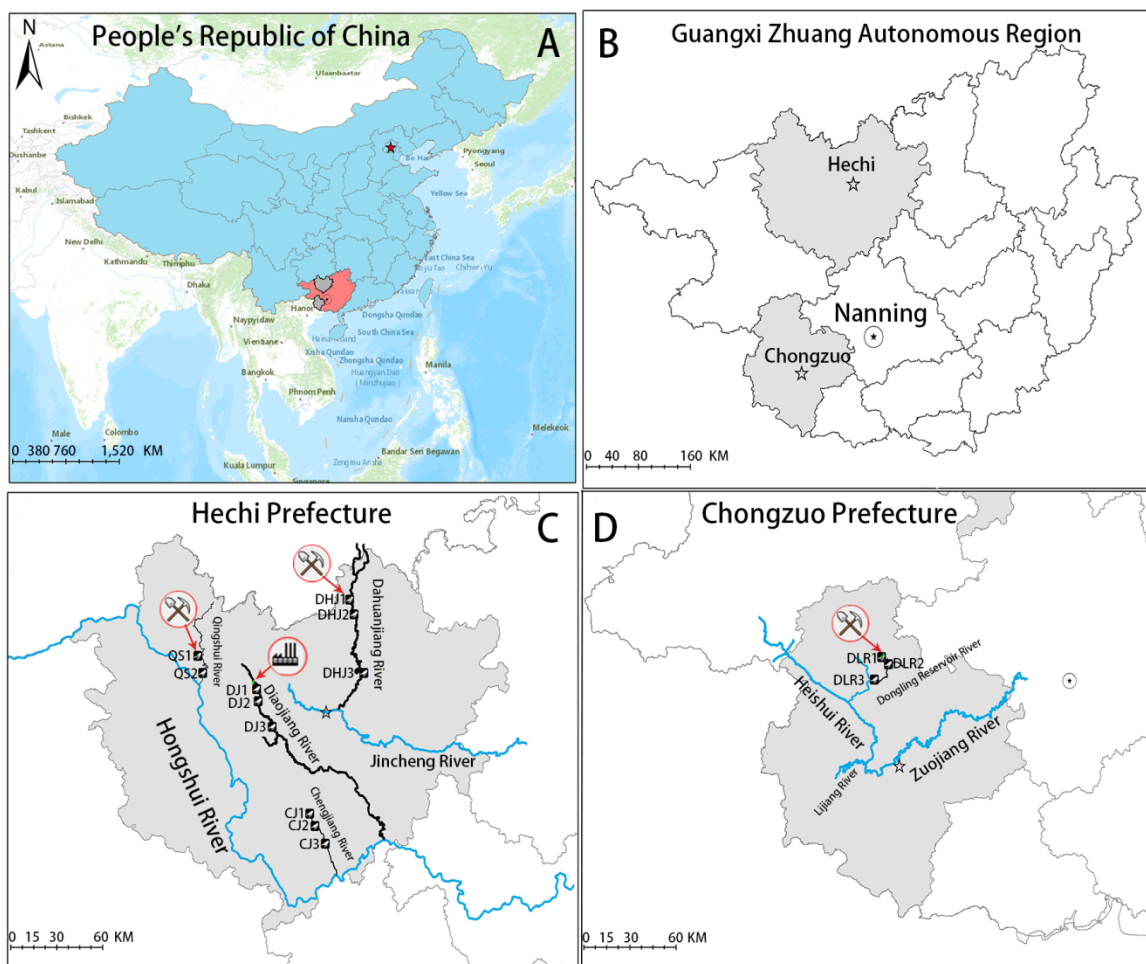 N
People's Republic of China
A
Astana
Ulaanbaatar
Bishkek
Tashkent
Dushanbe
Kabul
Islamabad
New Delhi
Kathmandu
Thimphu
Dhaka
Pyongyang
Seoul
Bo Hai
Yellow Sea
East China Sea
Chihwei Yu
Taiwan
Hanoi
Dongsha Qundao
Naypyidaw
Vientiane
South China Sea
Xisha Qundao
Zhongsha Qundao
Huangyan Dao
(Minzhujiao)
Manila
Bangkok
Phnom Penh
Nansha Qundao
Melekeok
Male
Colombo
Bandar Seri Begawan
Kuala Lumpur
Zengmu Ansha
Singapore
0 380 760 1,520 KM
B
Guangxi Zhuang Autonomous Region
Hechi
Nanning
Chongzuo
0 40 80 160 KM
Hechi Prefecture
C
DHJ1
DHJ2
DHJ3
Dahuanjiang River
QS1
QS2
Qingshui River
DJ1
DJ2
DJ3
Diaojiang River
Jincheng River
Hongshui River
CJ1
CJ2
CJ3
Chengjiang River
0 15 30 60 KM
D
Chongzuo Prefecture
DLR1
DLR2
DLR3
Dongling Reservoir River
Heishui River
Zuojiang River
Lijiang River
0 15 30 60 KM